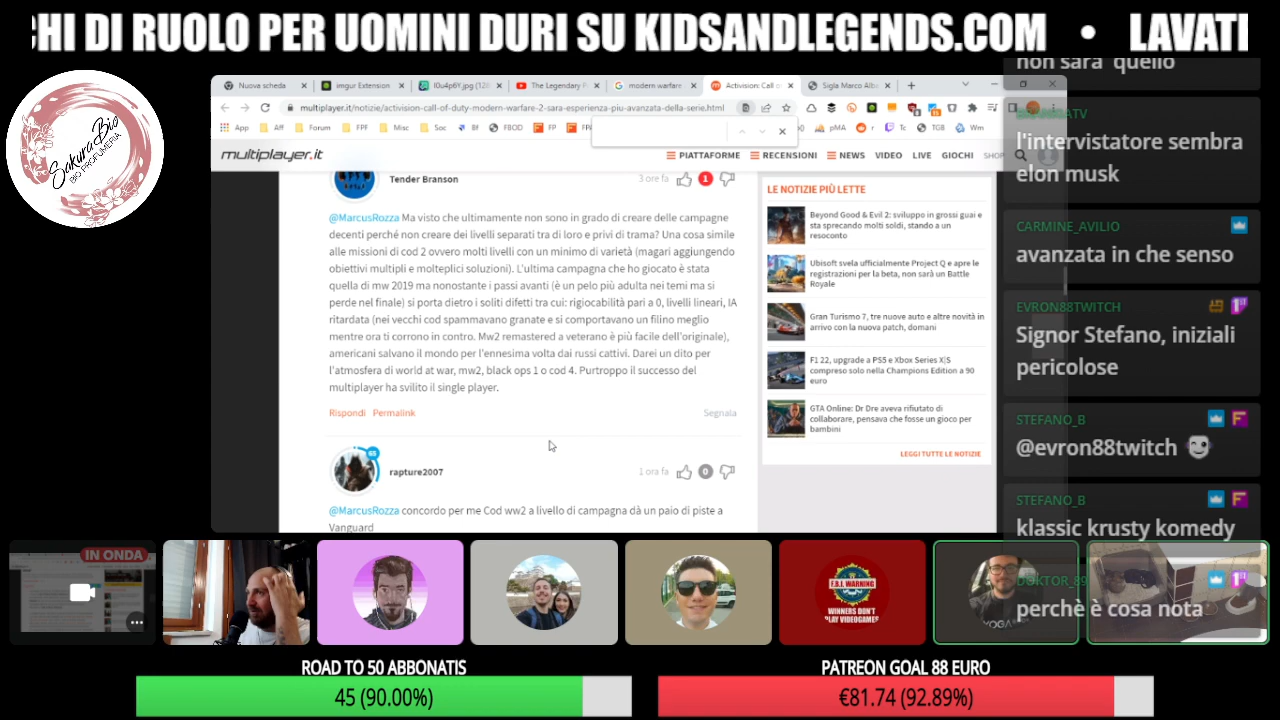 CHI DI RUOLO PER UOMINI DURI SU KIDSANDLEGENDS.COM • LAVATI
SakuraBio
BIO PROFUMERIA
Nuova scheda
imgur Extension
l0u4p6Y.jpg (128
The Legendary P
modern warfare
Activision: Call o
Sigla Marco Alba
multiplayer.it/notizie/activision-call-of-duty-modern-warfare-2-sara-esperienza-piu-avanzata-della-serie.html
App
Aff
Forum
FPF
Misc
Soc
Bf
FBOD
FP
pMA
r
Tc
TGB
Wm
multiplayer.it
PIATTAFORME
RECENSIONI
NEWS
VIDEO
LIVE
GIOCHI
SHOP
Tender Branson
3 ore fa
1
@MarcusRozza Ma visto che ultimamente non sono in grado di creare delle campagne
decenti perché non creare dei livelli separati tra di loro e privi di trama? Una cosa simile
alle missioni di cod 2 ovvero molti livelli con un minimo di varietà (magari aggiungendo
obiettivi multipli e molteplici soluzioni). L'ultima campagna che ho giocato è stata
quella di mw 2019 ma nonostante i passi avanti (è un pelo più adulta nei temi ma si
perde nel finale) si porta dietro i soliti difetti tra cui: rigiocabilità pari a 0, livelli lineari, IA
ritardata (nei vecchi cod spammavano granate e si comportavano un filino meglio
mentre ora ti corrono in contro. Mw2 remastered a veterano è più facile dell'originale),
americani salvano il mondo per l'ennesima volta dai russi cattivi. Darei un dito per
l'atmosfera di world at war, mw2, black ops 1 o cod 4. Purtroppo il successo del
multiplayer ha svilito il single player.
Rispondi Permalink
Segnala
65
rapture2007
1 ora fa
0
@MarcusRozza concordo per me Cod ww2 a livello di campagna dà un paio di piste a
Vanguard
LE NOTIZIE PIÙ LETTE
Beyond Good & Evil 2: sviluppo in grossi guai e
sta sprecando molti soldi, stando a un
resoconto
Ubisoft svela ufficialmente Project Q e apre le
registrazioni per la beta, non sarà un Battle
Royale
Gran Turismo 7, tre nuove auto e altre novità in
arrivo con la nuova patch, domani
F1 22, upgrade a PS5 e Xbox Series X|S
compreso solo nella Champions Edition a 90
euro
GTA Online: Dr Dre aveva rifiutato di
collaborare, pensava che fosse un gioco per
bambini
LEGGI TUTTE LE NOTIZIE
non sarà quello
l'intervistatore sembra
elon musk
CARMINE_AVILIO
avanzata in che senso
EVRON88TWITCH
Signor Stefano, iniziali
pericolose
STEFANO_B
@evron88twitch
STEFANO_B
klassic krusty komedy
DOKTOR_89
perchè è cosa nota
IN ONDA
F.B.I. WARNING
WINNERS DON'T
PLAY VIDEOGAMES
YOGA
ROAD TO 50 ABBONATIS
45 (90.00%)
PATREON GOAL 88 EURO
€81.74 (92.89%)